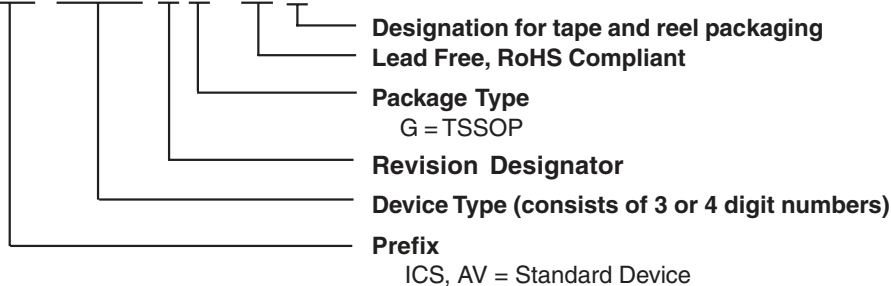 Designation for tape and reel packaging
Lead Free, RoHS Compliant
Package Type
G = TSSOP
Revision Designator
Device Type (consists of 3 or 4 digit numbers)
Prefix
ICS, AV = Standard Device